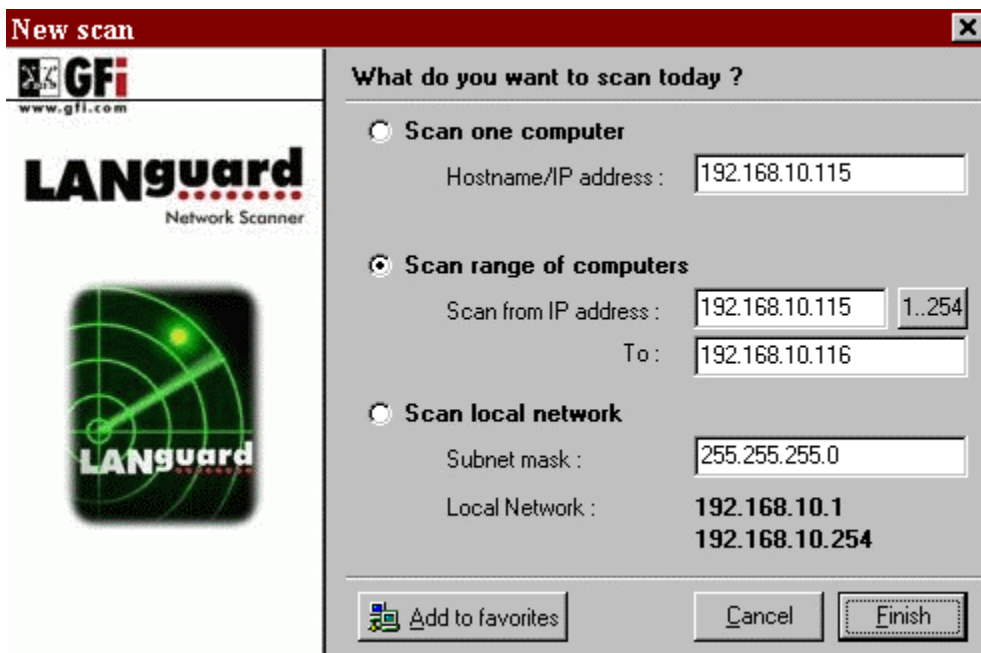 New scan
GFi
www.gfi.com
LANguard
Network Scanner
LANguard
What do you want to scan today ?
Scan one computer
Hostname/IP address : 192.168.10.115
Scan range of computers
Scan from IP address : 192.168.10.115 1..254
To : 192.168.10.116
Scan local network
Subnet mask : 255.255.255.0
Local Network : 192.168.10.1
192.168.10.254
Add to favorites Cancel Finish